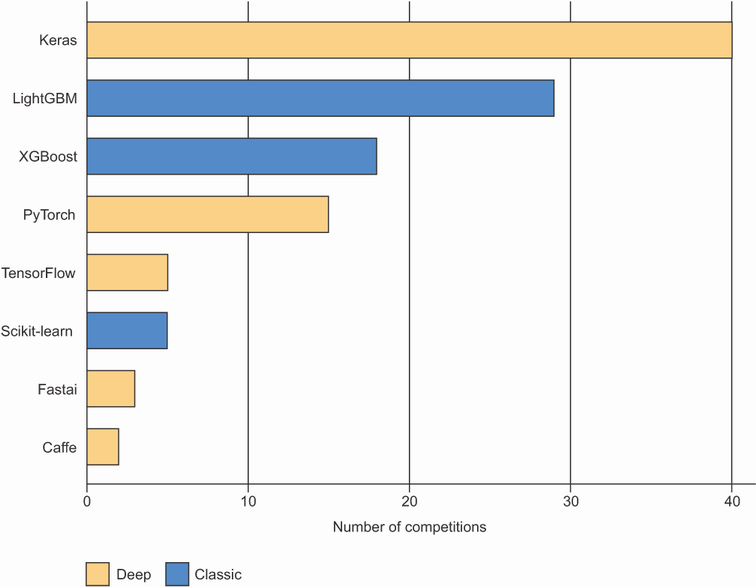 Keras
LightGBM
XGBoost
PyTorch
TensorFlow
Scikit-learn
Fastai
Caffe
0 10 20 30 40
Number of competitions
Deep Classic